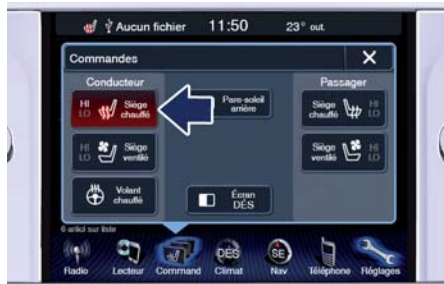 Aucun fichier 11:50 23° out.
Commandes
Conducteur
Passager
HI
LO
Siège
chauffé
Pare-soleil
arrière
Siège
chauffé
HI
LO
HI
LO
Siège
ventilé
Siège
ventilé
HI
LO
Volant
chauffé
Écran
DÉS
6 artici sur liste
DES
SE
Radio Lecteur Command Climat Nav Téléphone Réglages